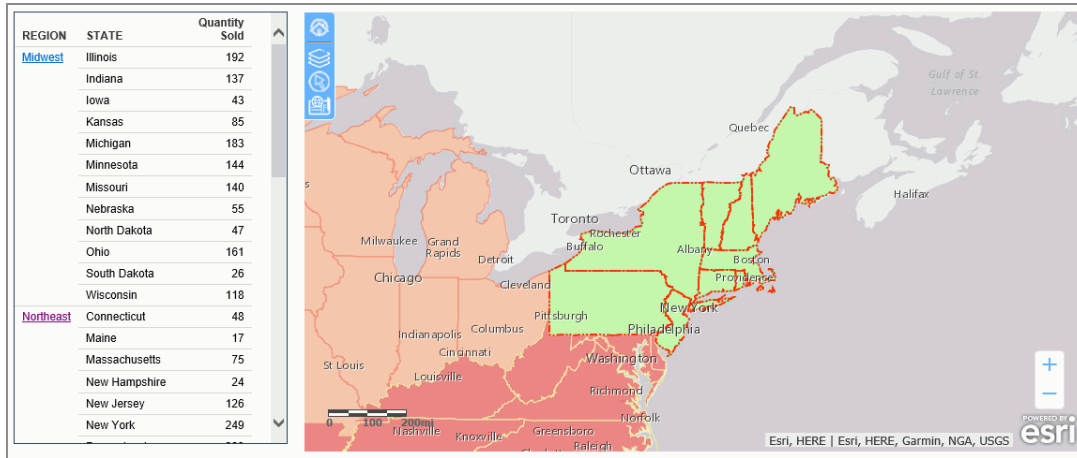 REGION STATE Quantity Sold
Midwest Illinois 192
Indiana 137
Iowa 43
Kansas 85
Michigan 183
Minnesota 144
Missouri 140
Nebraska 55
North Dakota 47
Ohio 161
South Dakota 26
Wisconsin 118
Northeast Connecticut 48
Maine 17
Massachusetts 75
New Hampshire 24
New Jersey 126
New York 249
Gulf of St.
Lawrence
Quebec
Ottawa
Halifax
Toronto
Rochester
Buffalo
Milwaukee
Grand
Rapids
Albany
Boston
Detroit
Chicago
Cleveland
Providence
New York
Pittsburgh
Philadelphia
Columbus
Indianapolis
Cincinnati
Washington
St Louis
Louisville
Richmond
0 100 200mi
Norfolk
Nashville
Knoxville
Greensboro
Raleigh
+
−
POWERED BY
esri
Esri, HERE | Esri, HERE, Garmin, NGA, USGS